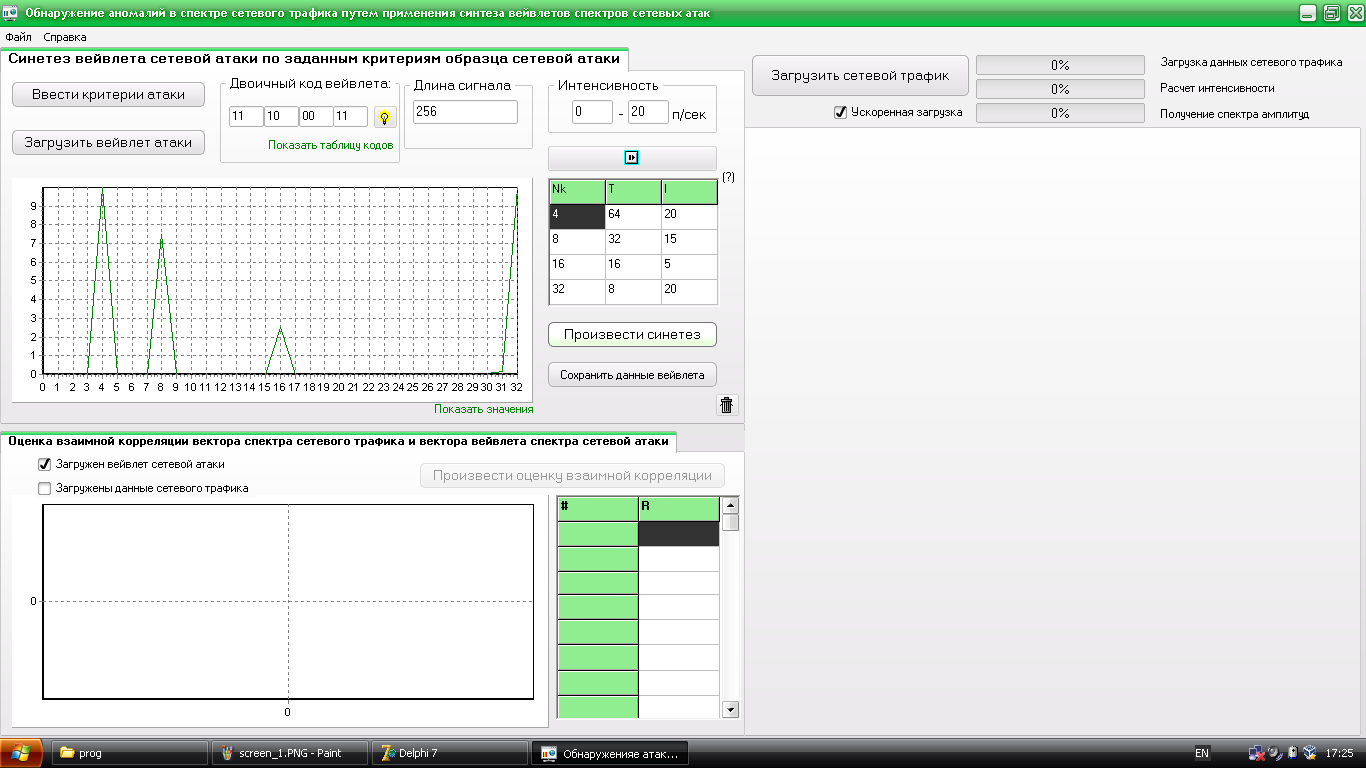 Обнаружение аномалий в спектре сетевого трафика путем применения синтеза вейвлетов спектров сетевых атак
Файл Справка
Синетез вейвлета сетевой атаки по заданным критериям образца сетевой атаки
Ввести критерии атаки
Загрузить вейвлет атаки
Двоичный код вейвлета:
11 10 00 11
Показать таблицу кодов
Длина сигнала
256
Интенсивность
0 - 20 п/сек
(?)
Nk T I
4 64 20
8 32 15
16 16 5
32 8 20
9
8
7
6
5
4
3
2
1
0
0 1 2 3 4 5 6 7 8 9 10 11 12 13 14 15 16 17 18 19 20 21 22 23 24 25 26 27 28 29 30 31 32
Показать значения
Произвести синетез
Сохранить данные вейвлета
Загрузить сетевой трафик
Ускоренная загрузка
0% Загрузка данных сетевого трафика
0% Расчет интенсивности
0% Получение спектра амплитуд
Оценка взаимной корреляции вектора спектра сетевого трафика и вектора вейвлета спектра сетевой атаки
Загружен вейвлет сетевой атаки
Загружены данные сетевого трафика
Произвести оценку взаимной корреляции
0
0
# R
prog
screen_1.PNG - Paint
Delphi 7
Обнаружение атак...
EN
17:25